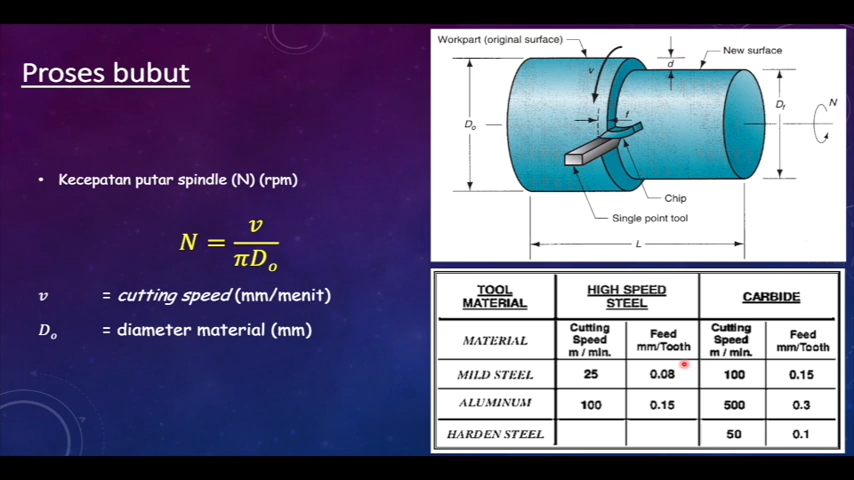 Proses bubut
• Kecepatan putar spindle (N) (rpm)
N = v / πDₒ
v = cutting speed (mm/menit)
Dₒ = diameter material (mm)
Workpart (original surface)
New surface
d
v
Dₒ
f
D_f
N
Chip
Single point tool
L
TOOL MATERIAL HIGH SPEED STEEL CARBIDE
MATERIAL Cutting Speed m / min. Feed mm/Tooth Cutting Speed m / min. Feed mm/Tooth
MILD STEEL 25 0.08 100 0.15
ALUMINUM 100 0.15 500 0.3
HARDEN STEEL 50 0.1